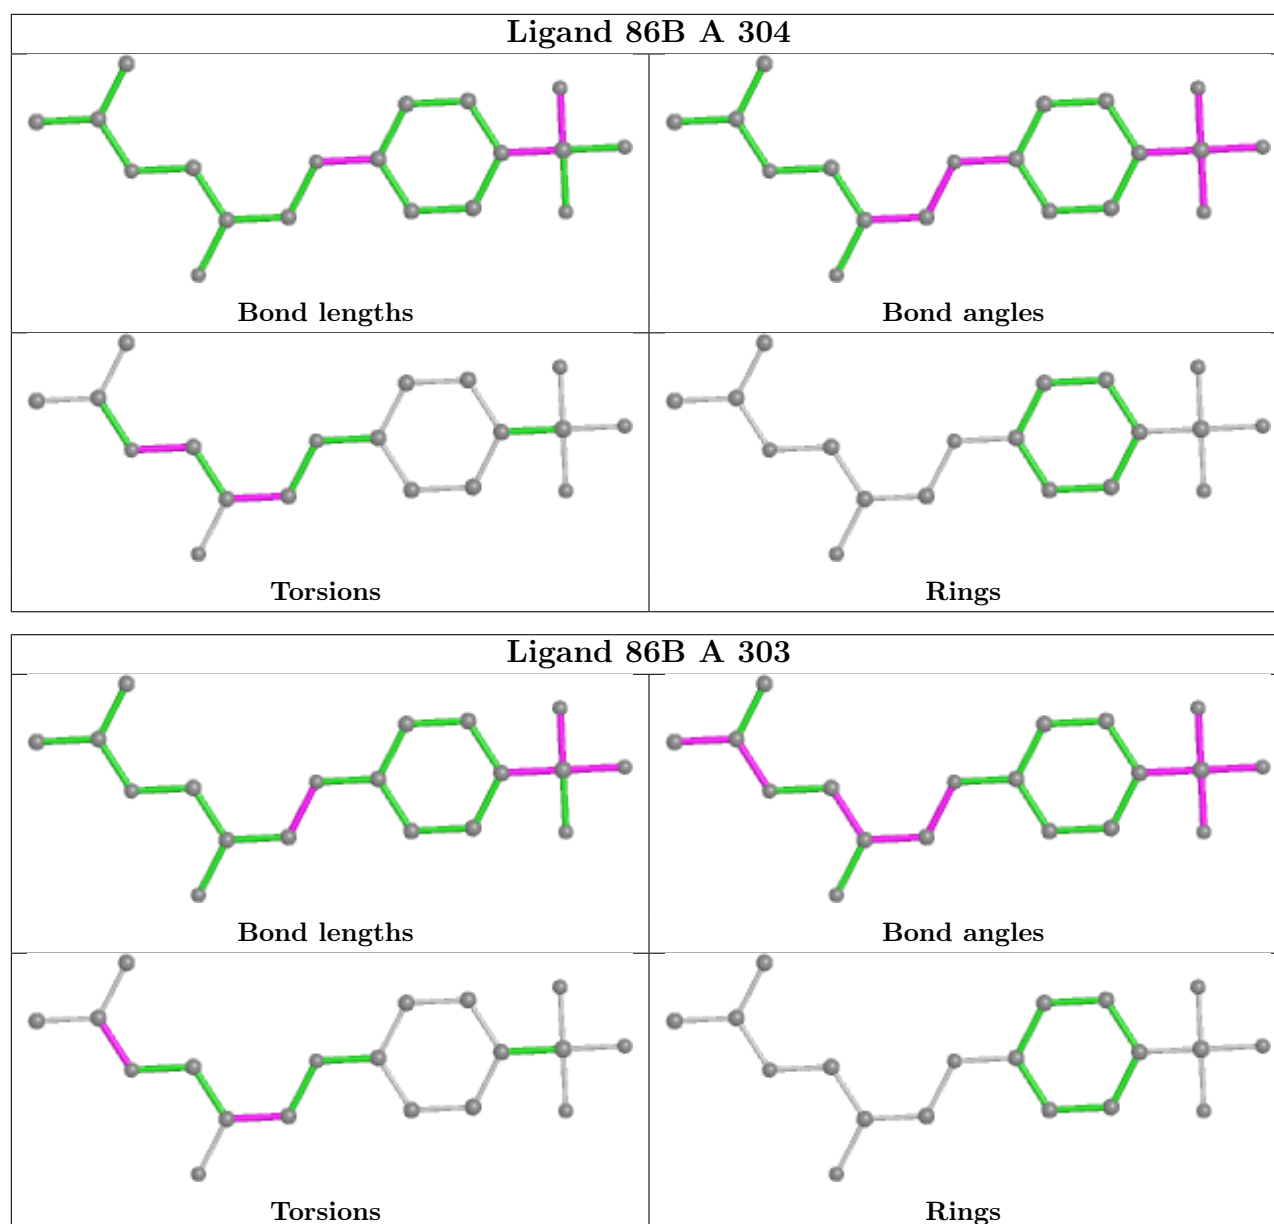 Ligand 86B A 304
Bond lengths
Bond angles
Torsions
Rings
Ligand 86B A 303
Bond lengths
Bond angles
Torsions
Rings